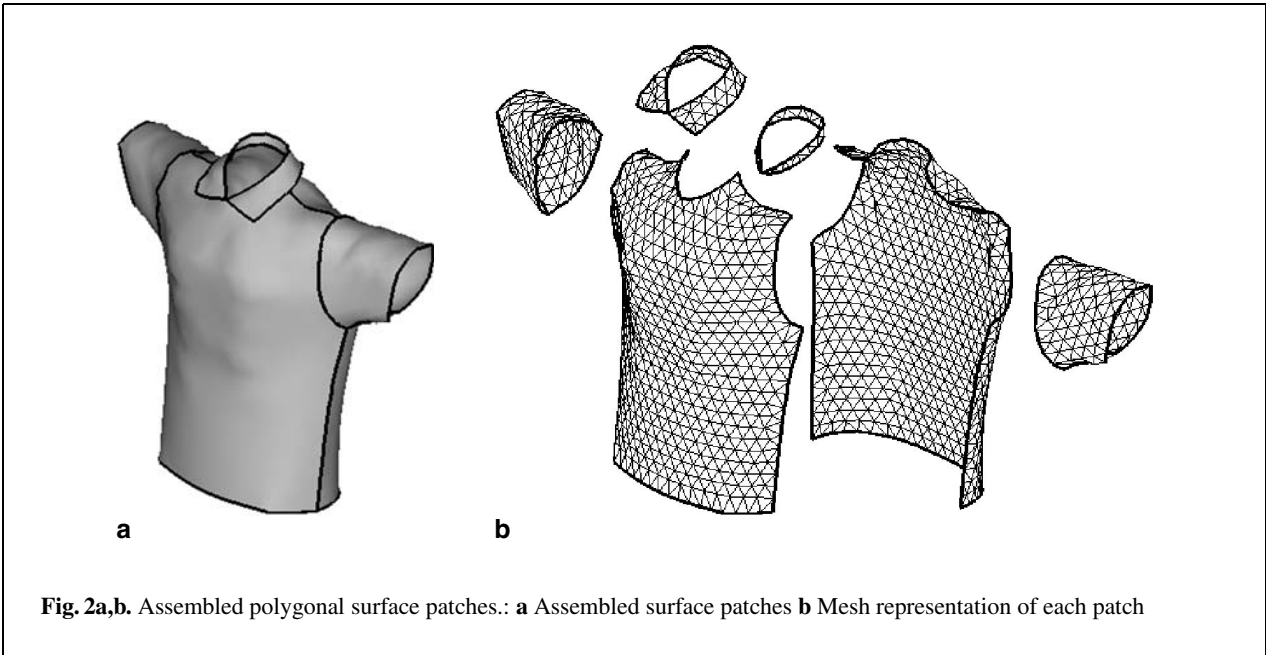 a
b
Fig. 2a,b. Assembled polygonal surface patches.: a Assembled surface patches b Mesh representation of each patch